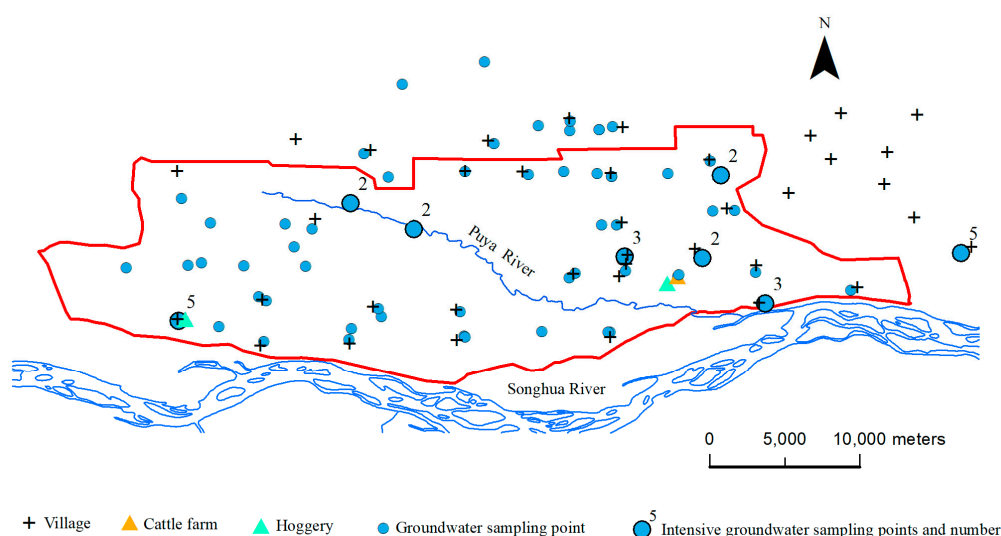 N
2
2
2
3
2
5
Puya River
5
3
Songhua River
0 5,000 10,000 meters
Village
Cattle farm
Hoggery
Groundwater sampling point
5
Intensive groundwater sampling points and number